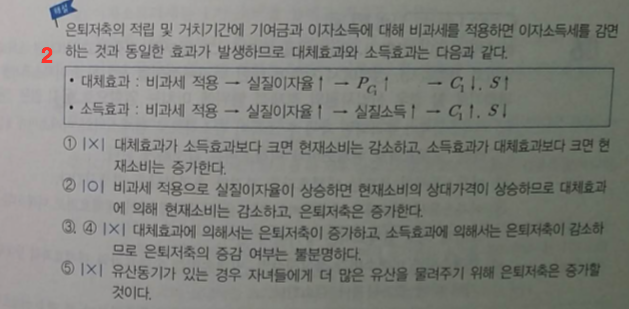 해설
은퇴저축의 적립 및 거치기간에 기여금과 이자소득에 대해 비과세를 적용하면 이자소득세를 감면
2
하는 것과 동일한 효과가 발생하므로 대체효과와 소득효과는 다음과 같다.
• 대체효과 : 비과세 적용 → 실질이자율↑ → P_{C₁}↑ → C₁↓, S↑
• 소득효과 : 비과세 적용 → 실질이자율↑ → 실질소득↑ → C₁↑, S↓
① |×| 대체효과가 소득효과보다 크면 현재소비는 감소하고, 소득효과가 대체효과보다 크면 현
재소비는 증가한다.
② |○| 비과세 적용으로 실질이자율이 상승하면 현재소비의 상대가격이 상승하므로 대체효과
에 의해 현재소비는 감소하고, 은퇴저축은 증가한다.
③, ④ |×| 대체효과에 의해서는 은퇴저축이 증가하고, 소득효과에 의해서는 은퇴저축이 감소하
므로 은퇴저축의 증감 여부는 불분명하다.
⑤ |×| 유산동기가 있는 경우 자녀들에게 더 많은 유산을 물려주기 위해 은퇴저축은 증가할
것이다.